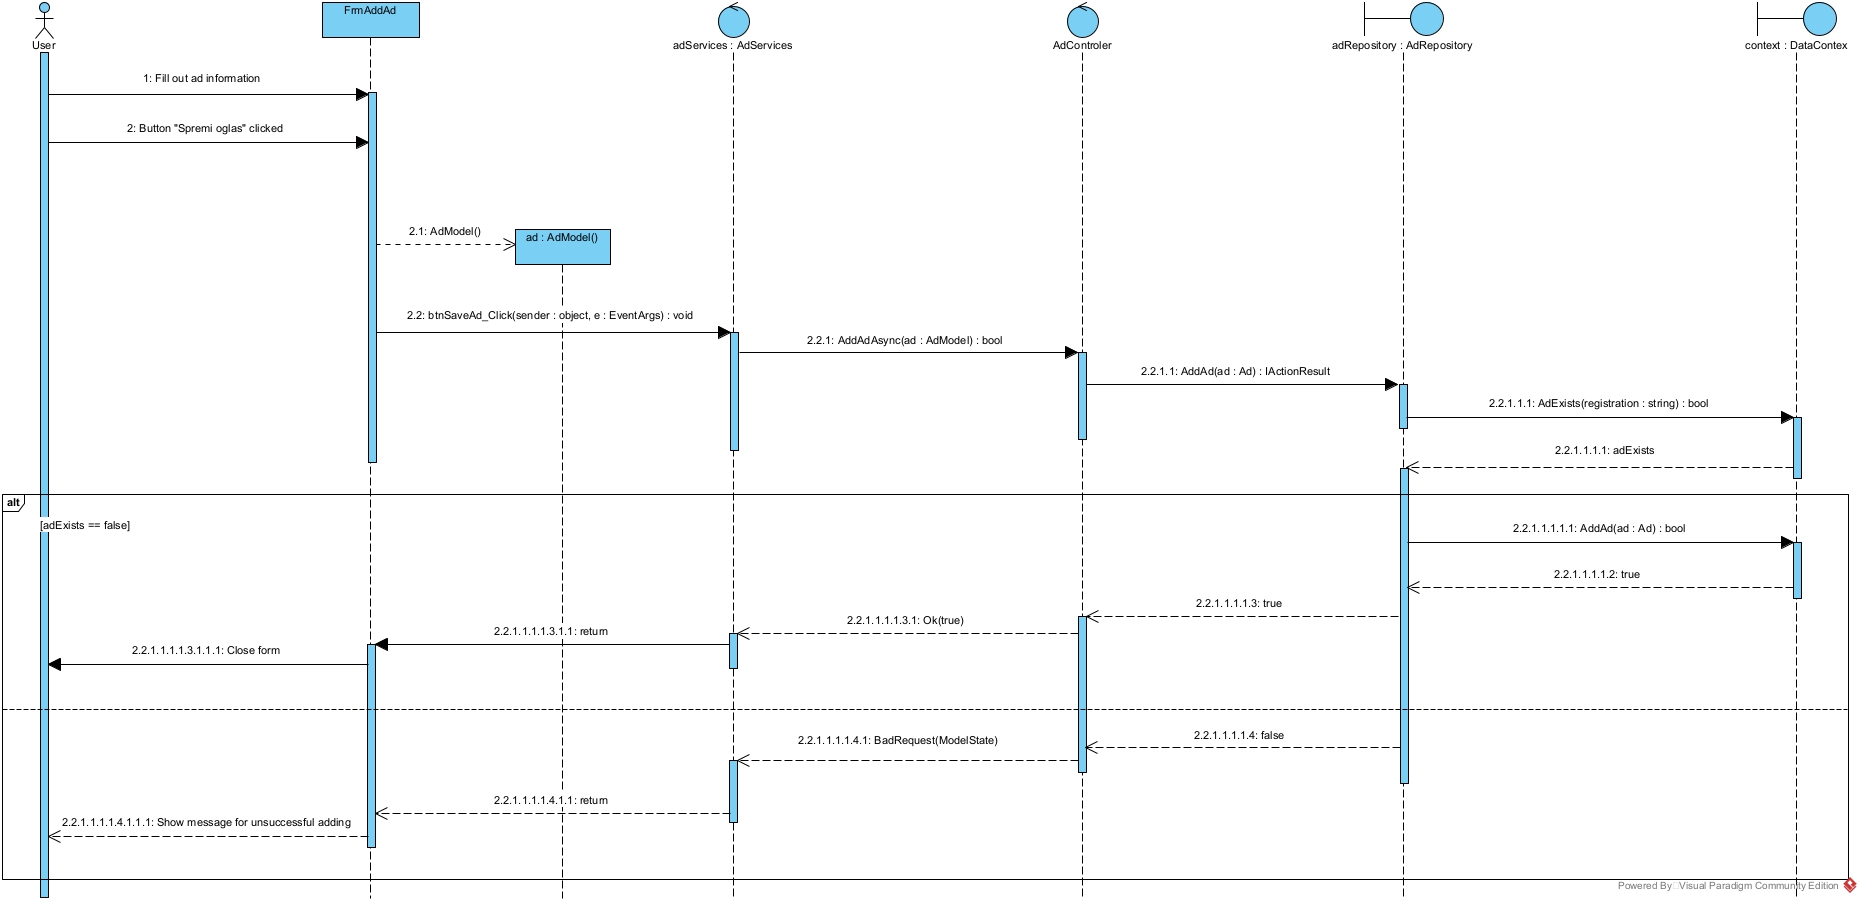 FrmAddAd
User
adServices : AdServices
AdControler
adRepository : AdRepository
context : DataContex
1: Fill out ad information
2: Button "Spremi oglas" clicked
2.1: AdModel()
ad : AdModel()
2.2: btnSaveAd_Click(sender : object, e : EventArgs) : void
2.2.1: AddAdAsync(ad : AdModel) : bool
2.2.1.1: AddAd(ad : Ad) : IActionResult
2.2.1.1.1: AdExists(registration : string) : bool
2.2.1.1.1.1: adExists
alt
[adExists == false]
2.2.1.1.1.1.1: AddAd(ad : Ad) : bool
2.2.1.1.1.1.2: true
2.2.1.1.1.1.3: true
2.2.1.1.1.1.3.1: Ok(true)
2.2.1.1.1.1.3.1.1: return
2.2.1.1.1.1.3.1.1.1: Close form
2.2.1.1.1.1.4: false
2.2.1.1.1.1.4.1: BadRequest(ModelState)
2.2.1.1.1.1.4.1.1: return
2.2.1.1.1.1.4.1.1.1: Show message for unsuccessful adding
Powered By Visual Paradigm Community Edition